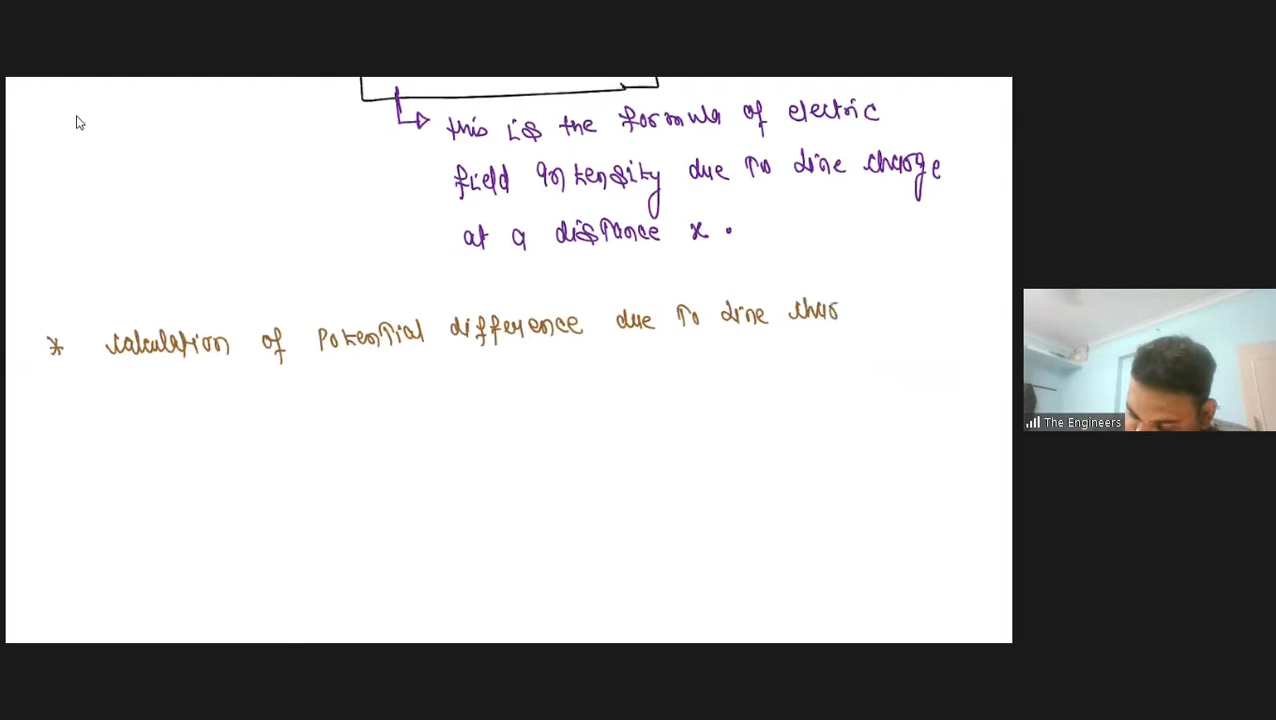 this is the formula of electric
field Intensity due to line charge
at a distance x .
* calculation of Potential difference due to line char
The Engineers